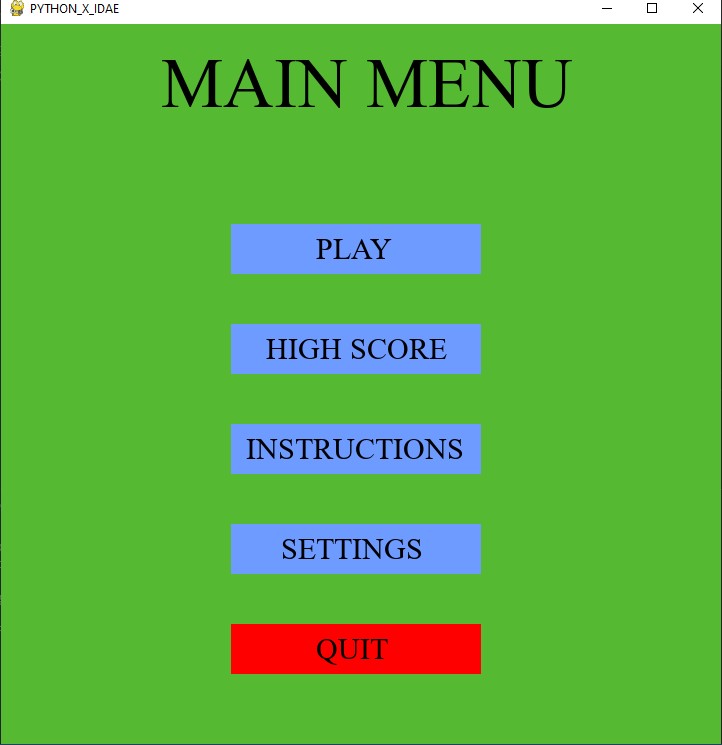 PYTHON_X_IDAE
MAIN MENU
PLAY
HIGH SCORE
INSTRUCTIONS
SETTINGS
QUIT